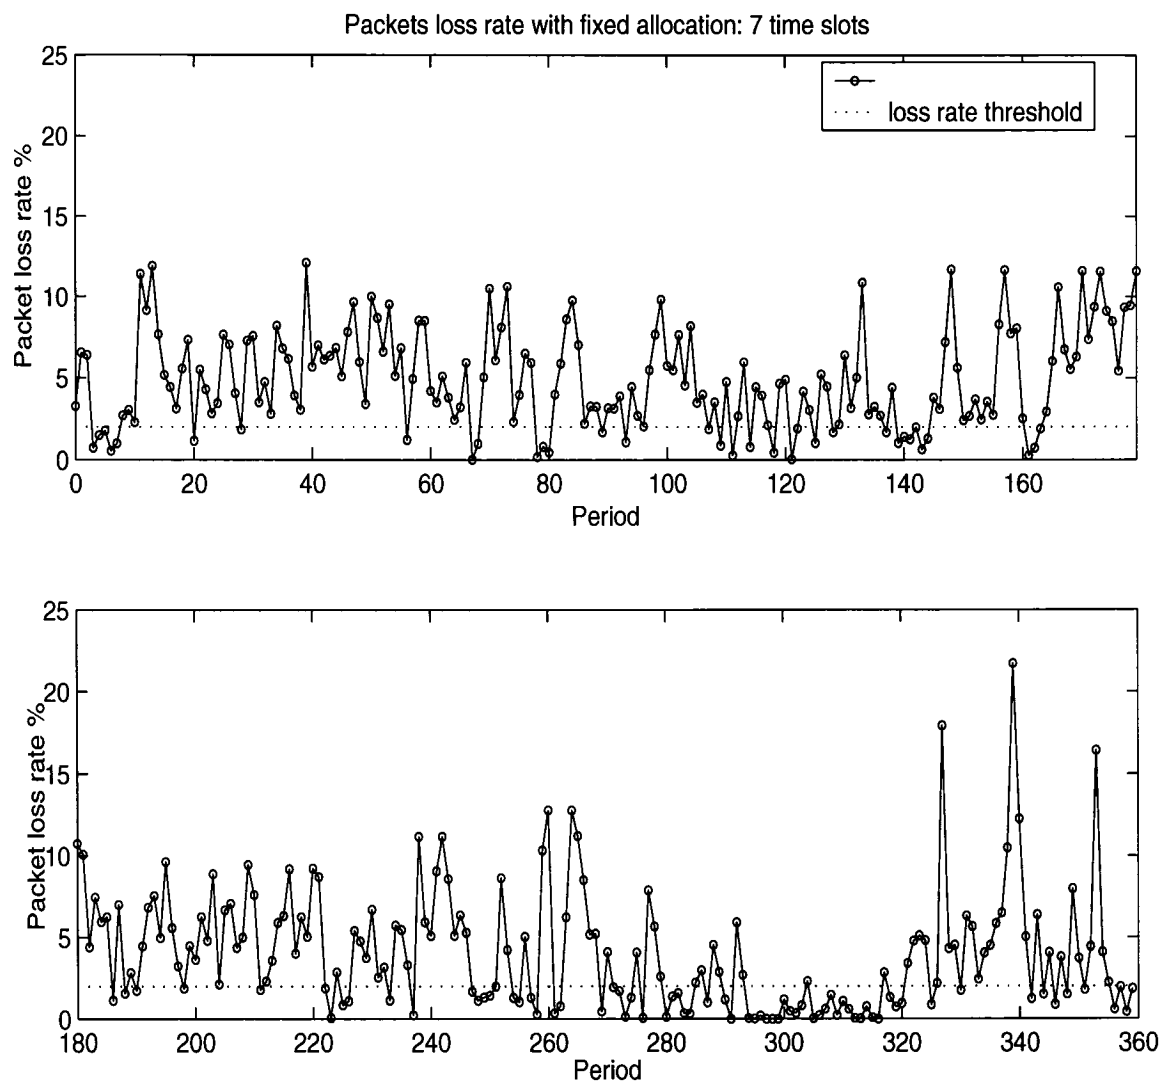 Packets loss rate with fixed allocation: 7 time slots
25
20
15
10
5
0
Packet loss rate %
loss rate threshold
0 20 40 60 80 100 120 140 160
Period
25
20
15
10
5
0
Packet loss rate %
180 200 220 240 260 280 300 320 340 360
Period